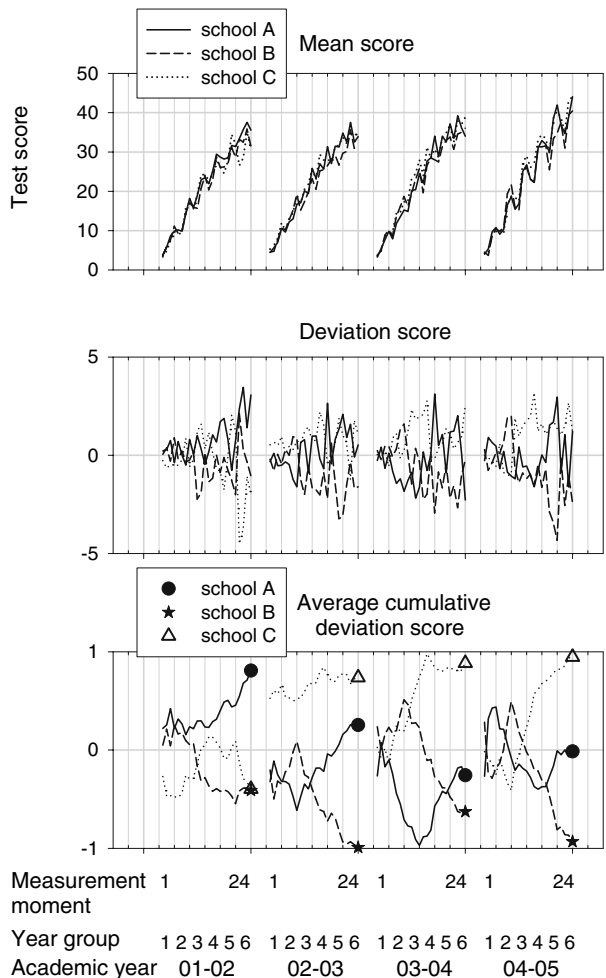 school A
school B
school C
Mean score
Test score
50
40
30
20
10
0
Deviation score
5
0
-5
school A
school B
school C
Average cumulative
deviation score
1
0
-1
Measurement
moment
1 24 1 24 1 24 1 24
Year group 1 2 3 4 5 6 1 2 3 4 5 6 1 2 3 4 5 6 1 2 3 4 5 6
Academic year 01-02 02-03 03-04 04-05